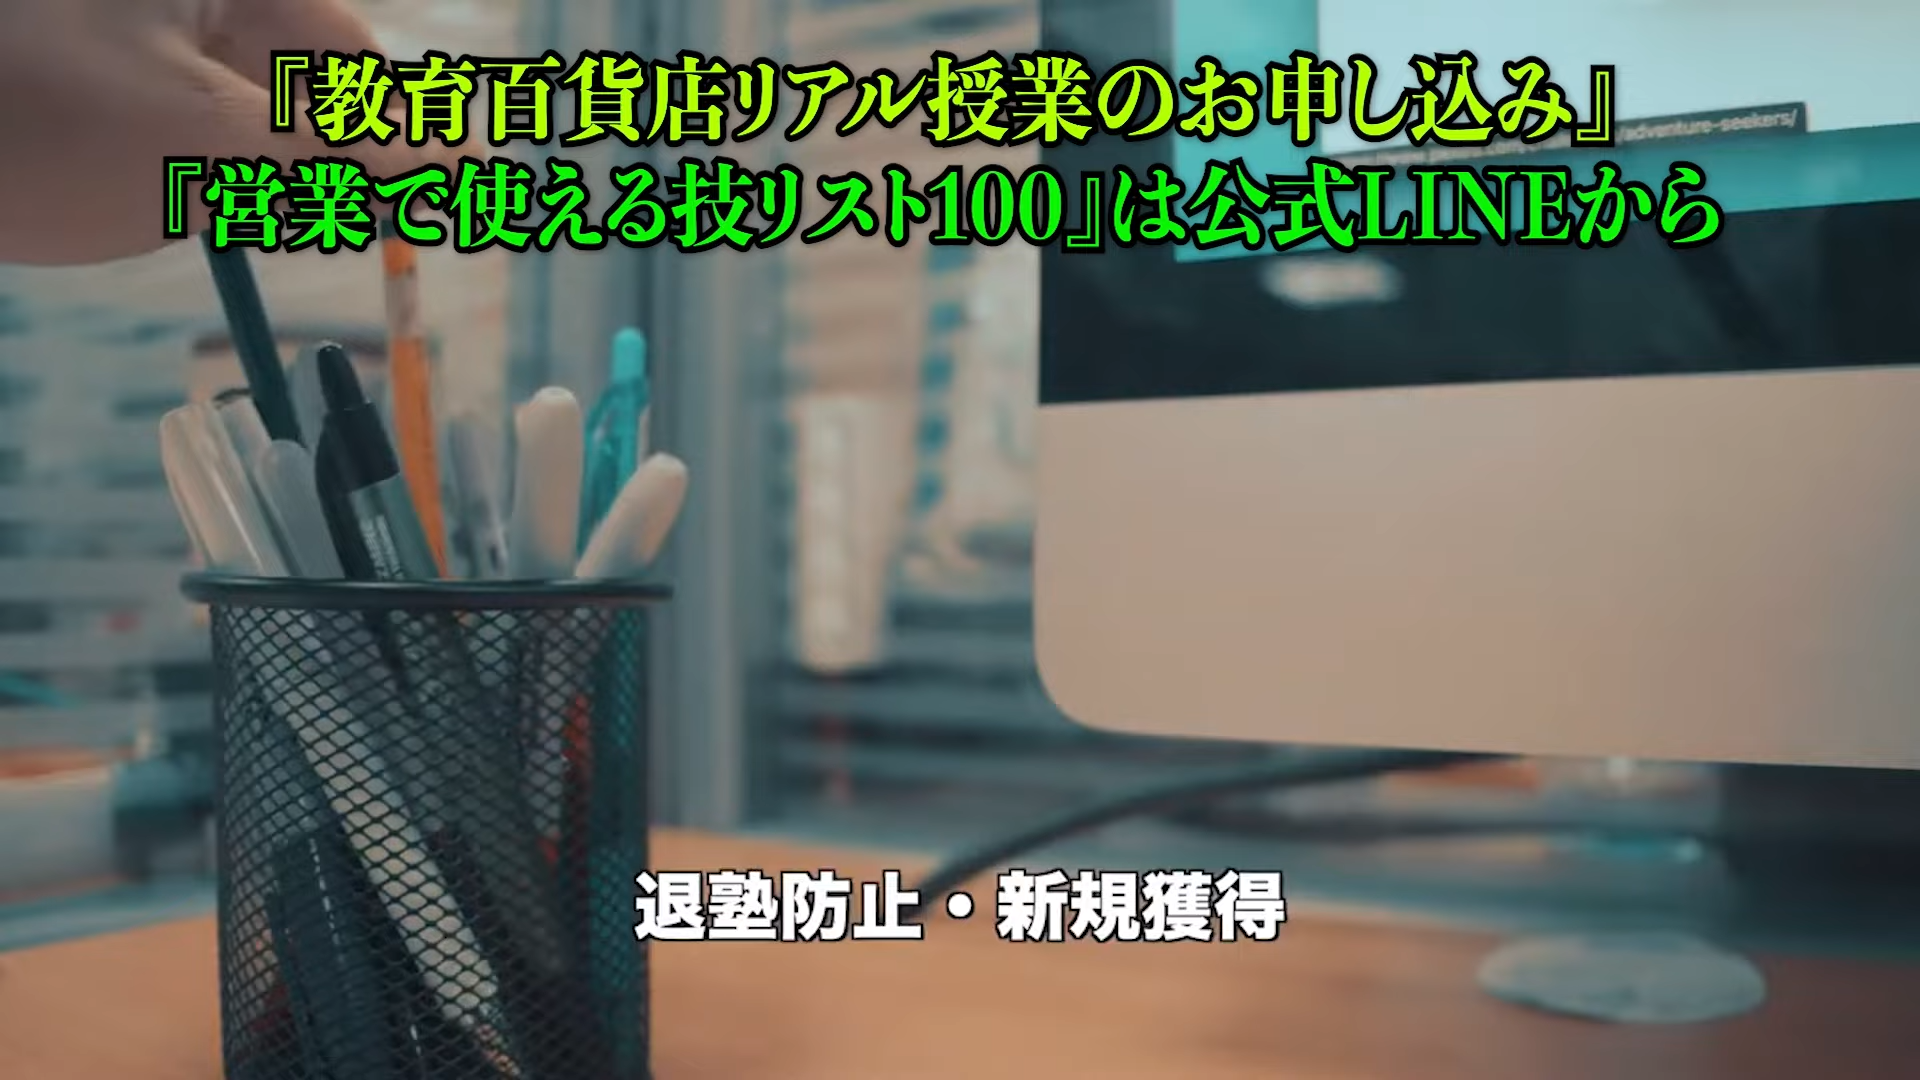 『教育百貨店リアル授業のお申し込み』
/adventure-seekers/
『営業で使える技リスト100』は公式LINEから
退塾防止・新規獲得